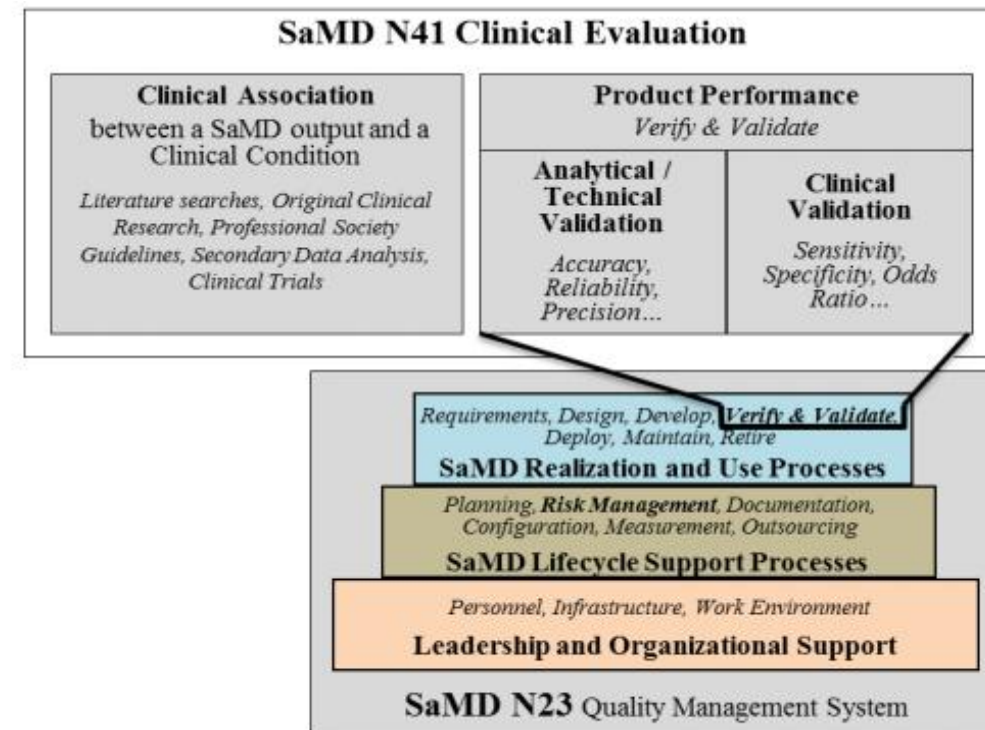 SaMD N41 Clinical Evaluation
Clinical Association
between a SaMD output and a
Clinical Condition
Literature searches, Original Clinical
Research, Professional Society
Guidelines, Secondary Data Analysis,
Clinical Trials
Product Performance
Verify & Validate
Analytical /
Technical
Validation
Accuracy,
Reliability,
Precision...
Clinical
Validation
Sensitivity,
Specificity, Odds
Ratio...
Requirements, Design, Develop, Verify & Validate,
Deploy, Maintain, Retire
SaMD Realization and Use Processes
Planning, Risk Management, Documentation,
Configuration, Measurement, Outsourcing
SaMD Lifecycle Support Processes
Personnel, Infrastructure, Work Environment
Leadership and Organizational Support
SaMD N23 Quality Management System